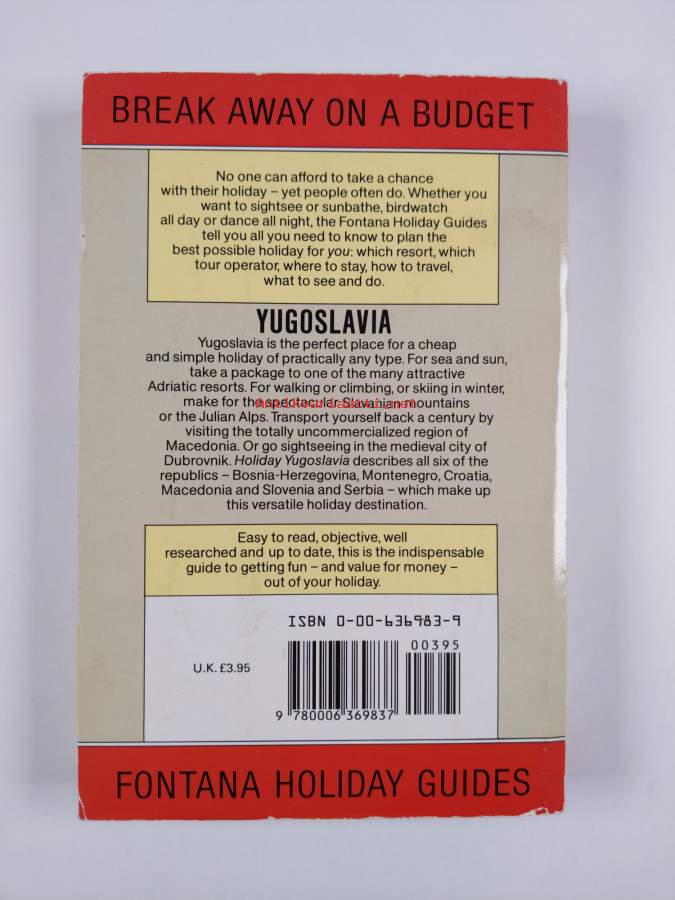 BREAK AWAY ON A BUDGET
No one can afford to take a chance
with their holiday – yet people often do. Whether you
want to sightsee or sunbathe, birdwatch
all day or dance all night, the Fontana Holiday Guides
tell you all you need to know to plan the
best possible holiday for you: which resort, which
tour operator, where to stay, how to travel,
what to see and do.
YUGOSLAVIA
Yugoslavia is the perfect place for a cheap
and simple holiday of practically any type. For sea and sun,
take a package to one of the many attractive
Adriatic resorts. For walking or climbing, or skiing in winter,
make for the spectacular mountains
or the Julian Alps. Transport yourself back a century by
visiting the totally uncommercialized region of
Macedonia. Or go sightseeing in the medieval city of
Dubrovnik. Holiday Yugoslavia describes all six of the
republics – Bosnia-Herzegovina, Montenegro, Croatia,
Macedonia and Slovenia and Serbia – which make up
this versatile holiday destination.
Easy to read, objective, well
researched and up to date, this is the indispensable
guide to getting fun – and value for money –
out of your holiday.
ISBN 0-00-636983-9
00395
U.K. £3.95
9 780006 369837
FONTANA HOLIDAY GUIDES